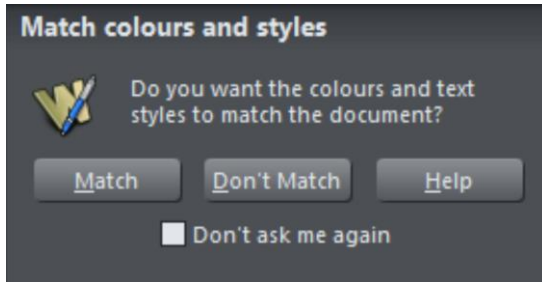 Match colours and styles
Do you want the colours and text
styles to match the document?
Match
Don't Match
Help
Don't ask me again